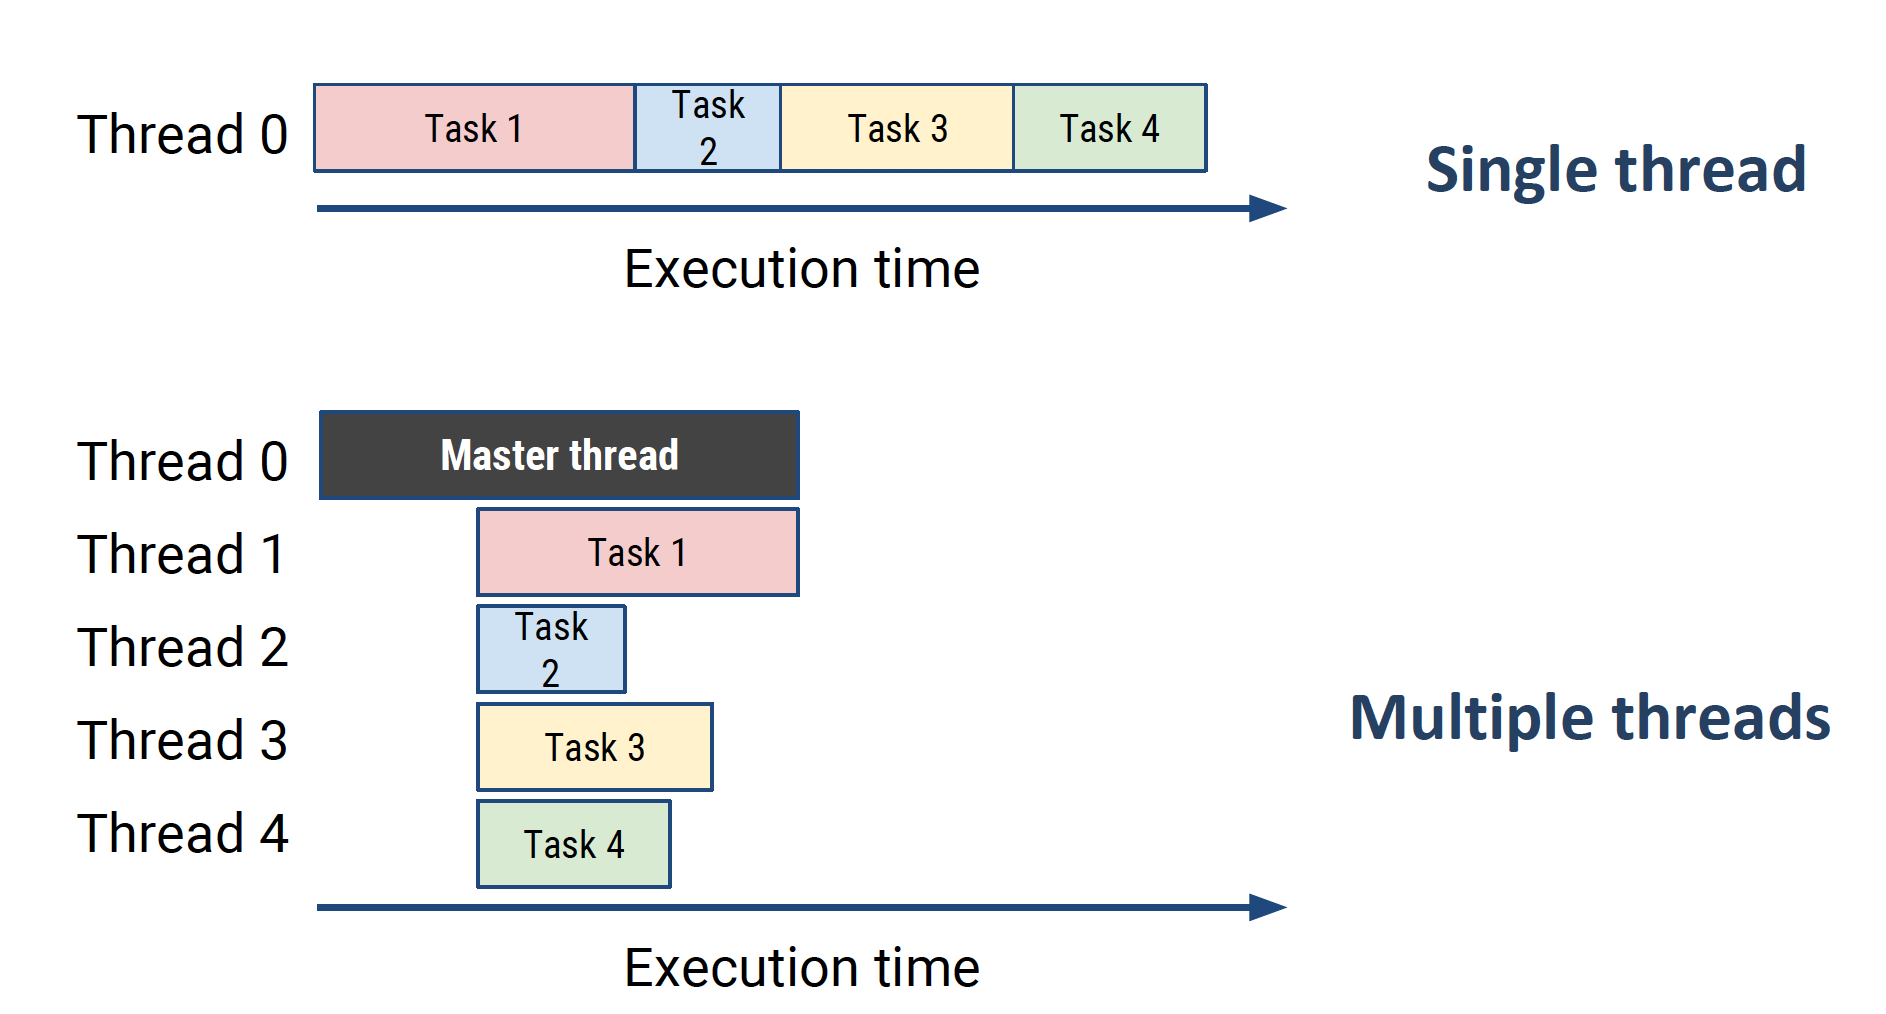 Thread 0
Task 1
Task
2
Task 3
Task 4
Single thread
Execution time
Thread 0
Master thread
Thread 1
Task 1
Thread 2
Task
2
Thread 3
Task 3
Multiple threads
Thread 4
Task 4
Execution time